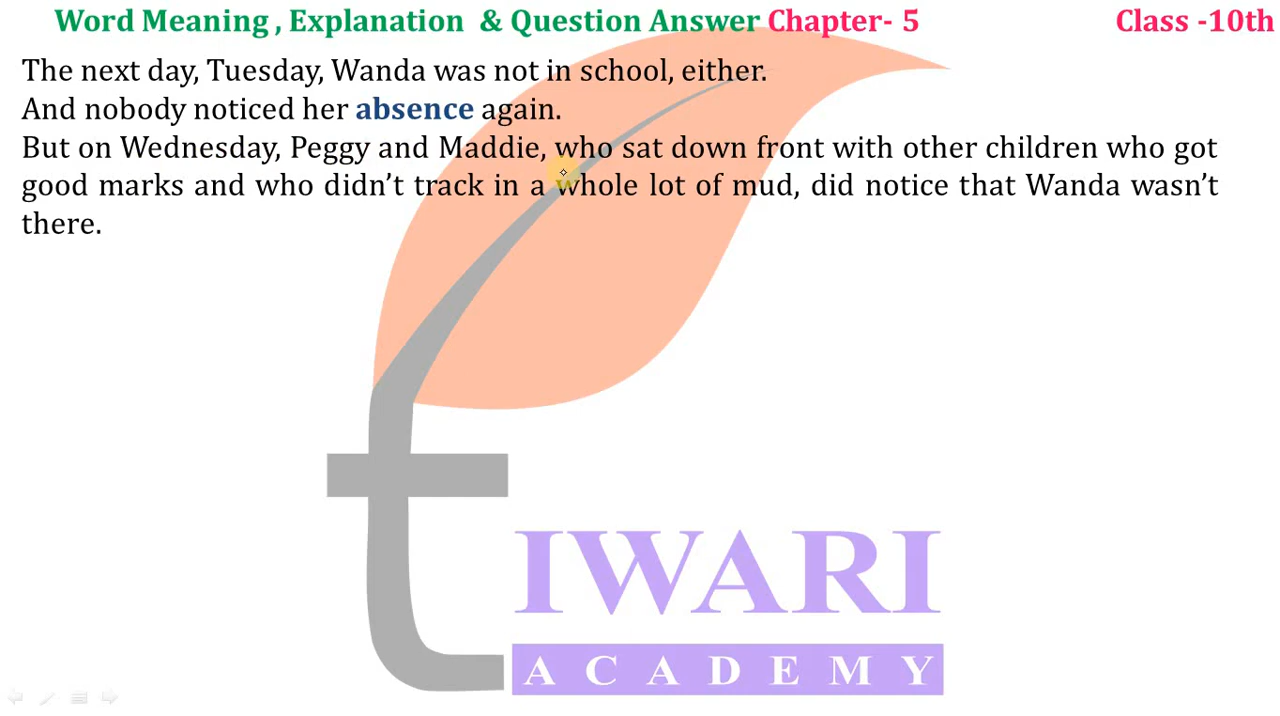 Word Meaning , Explanation & Question Answer Chapter- 5 Class -10th
The next day, Tuesday, Wanda was not in school, either.
And nobody noticed her absence again.
But on Wednesday, Peggy and Maddie, who sat down front with other children who got
good marks and who didn’t track in a whole lot of mud, did notice that Wanda wasn’t
there.
tIWARI
ACADEMY